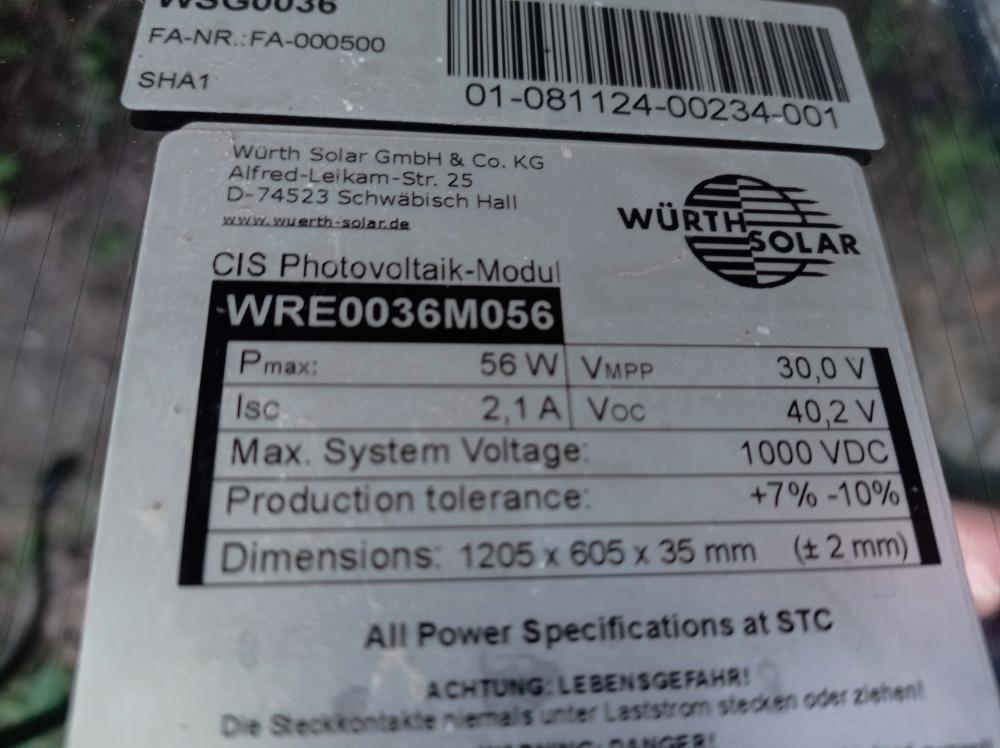 WSG0036
FA-NR.:FA-000500
SHA1
01-081124-00234-001
Würth Solar GmbH & Co. KG
Alfred-Leikam-Str. 25
D-74523 Schwäbisch Hall
www.wuerth-solar.de
WÜRTH SOLAR
CIS Photovoltaik-Modul
WRE0036M056
Pmax: 56 W VMPP 30,0 V
Isc 2,1 A VOC 40,2 V
Max. System Voltage: 1000 VDC
Production tolerance: +7% -10%
Dimensions: 1205 x 605 x 35 mm (± 2 mm)
All Power Specifications at STC
ACHTUNG: LEBENSGEFAHR!
Die Steckkontakte niemals unter Laststrom stecken oder ziehen!
WARNING: DANGER!